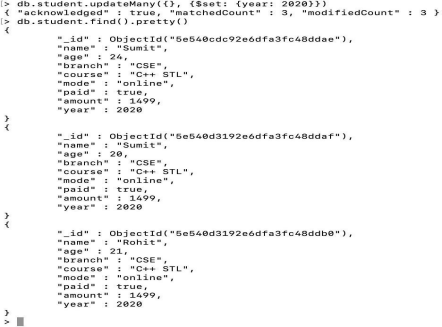 > db.student.updateMany({}, {$set: {year: 2020}})
{ "acknowledged" : true, "matchedCount" : 3, "modifiedCount" : 3 }
> db.student.find().pretty()
{
"_id" : ObjectId("5e540cdc92e6dfa3fc48ddae"),
"name" : "Sumit",
"age" : 24,
"branch" : "CSE",
"course" : "C++ STL",
"mode" : "online",
"paid" : true,
"amount" : 1499,
"year" : 2020
}
{
"_id" : ObjectId("5e540d3192e6dfa3fc48ddaf"),
"name" : "Sumit",
"age" : 20,
"branch" : "CSE",
"course" : "C++ STL",
"mode" : "online",
"paid" : true,
"amount" : 1499,
"year" : 2020
}
{
"_id" : ObjectId("5e540d3192e6dfa3fc48ddb0"),
"name" : "Rohit",
"age" : 21,
"branch" : "CSE",
"course" : "C++ STL",
"mode" : "online",
"paid" : true,
"amount" : 1499,
"year" : 2020
}
>